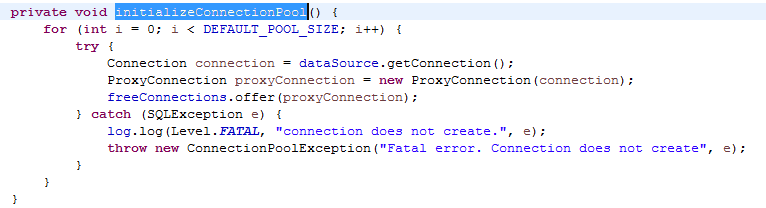 private void initializeConnectionPool() {
    for (int i = 0; i < DEFAULT_POOL_SIZE; i++) {
        try {
            Connection connection = dataSource.getConnection();
            ProxyConnection proxyConnection = new ProxyConnection(connection);
            freeConnections.offer(proxyConnection);
        } catch (SQLException e) {
            log.log(Level.FATAL, "connection does not create.", e);
            throw new ConnectionPoolException("Fatal error. Connection does not create", e);
        }
    }
}